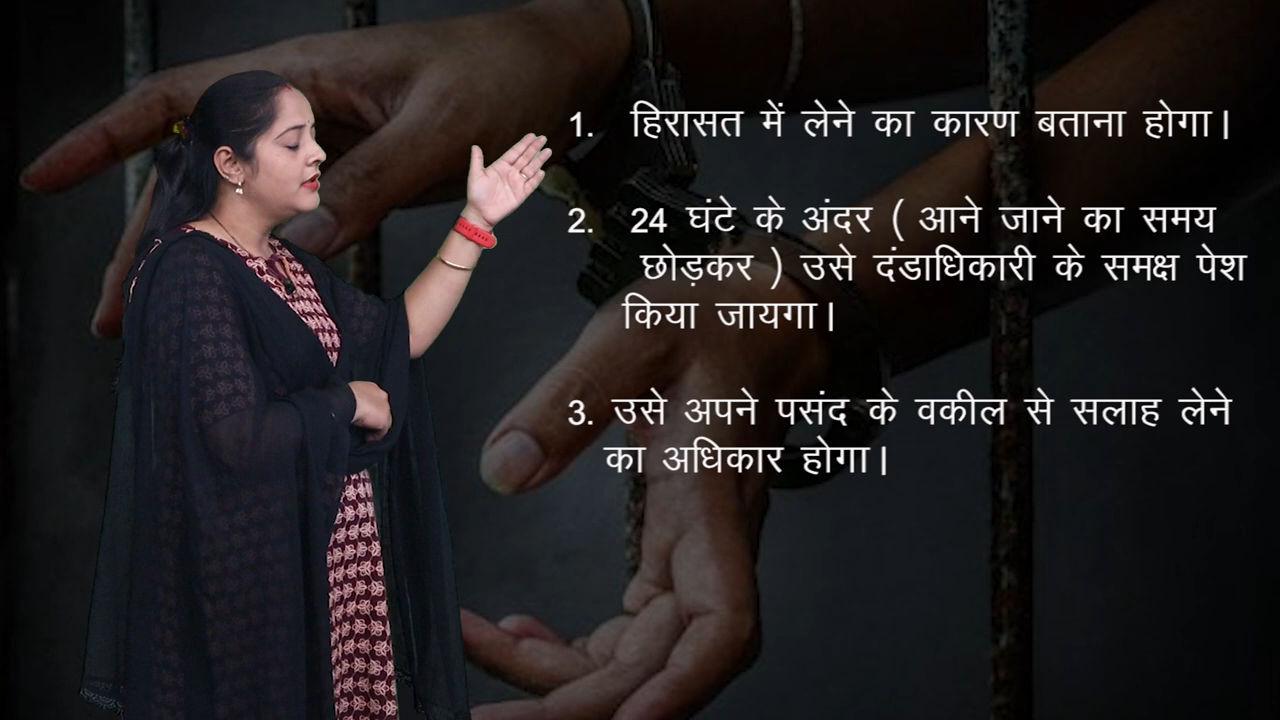 1. हिरासत में लेने का कारण बताना होगा।
2. 24 घंटे के अंदर ( आने जाने का समय
छोड़कर ) उसे दंडाधिकारी के समक्ष पेश
किया जायगा।
3. उसे अपने पसंद के वकील से सलाह लेने
का अधिकार होगा।